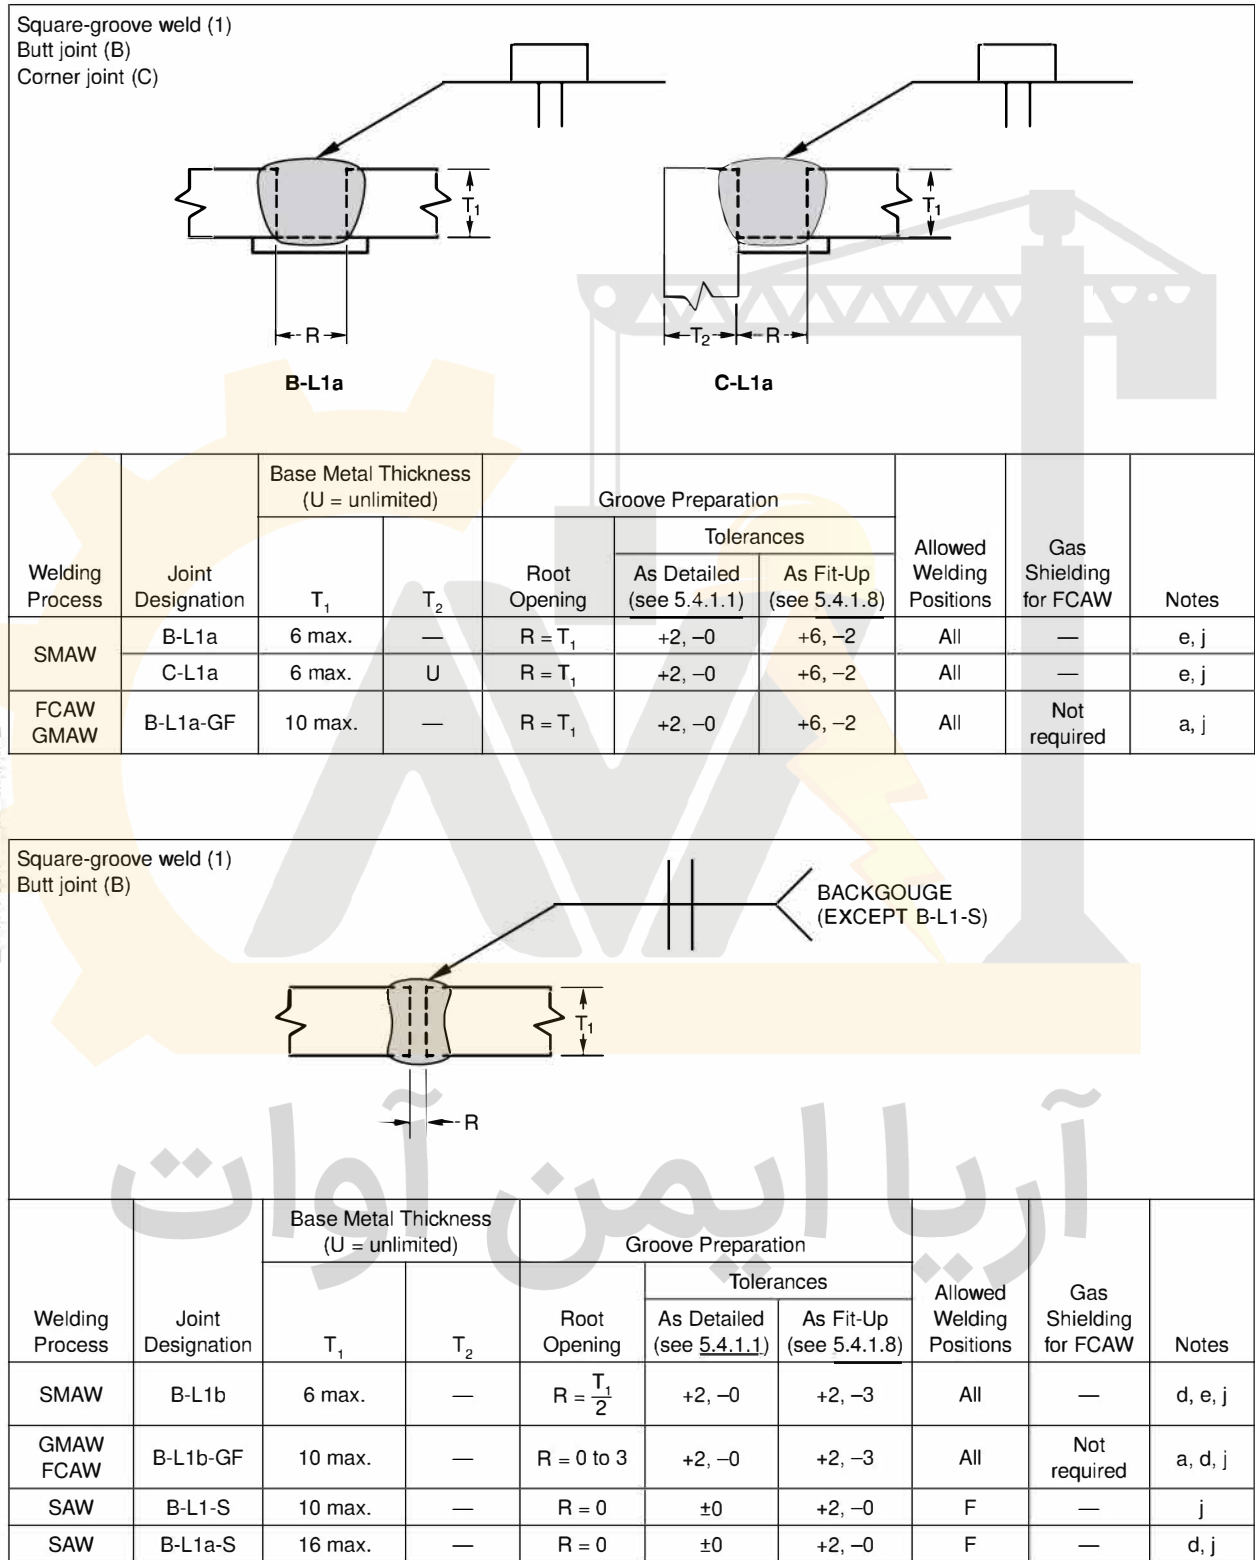 Square-groove weld (1)
Butt joint (B)
Corner joint (C)
T1
R
B-L1a
T1
T2
R
C-L1a
Welding Process | Joint Designation | Base Metal Thickness (U = unlimited) | Groove Preparation | Allowed Welding Positions | Gas Shielding for FCAW | Notes
T1 | T2 | Root Opening | Tolerances
As Detailed (see 5.4.1.1) | As Fit-Up (see 5.4.1.8)
SMAW | B-L1a | 6 max. | — | R = T1 | +2, –0 | +6, –2 | All | — | e, j
C-L1a | 6 max. | U | R = T1 | +2, –0 | +6, –2 | All | — | e, j
FCAW GMAW | B-L1a-GF | 10 max. | — | R = T1 | +2, –0 | +6, –2 | All | Not required | a, j
Square-groove weld (1)
Butt joint (B)
BACKGOUGE
(EXCEPT B-L1-S)
T1
R
آریا ایمن آوات
Welding Process | Joint Designation | Base Metal Thickness (U = unlimited) | Groove Preparation | Allowed Welding Positions | Gas Shielding for FCAW | Notes
T1 | T2 | Root Opening | Tolerances
As Detailed (see 5.4.1.1) | As Fit-Up (see 5.4.1.8)
SMAW | B-L1b | 6 max. | — | R = T1/2 | +2, –0 | +2, –3 | All | — | d, e, j
GMAW FCAW | B-L1b-GF | 10 max. | — | R = 0 to 3 | +2, –0 | +2, –3 | All | Not required | a, d, j
SAW | B-L1-S | 10 max. | — | R = 0 | ±0 | +2, –0 | F | — | j
SAW | B-L1a-S | 16 max. | — | R = 0 | ±0 | +2, –0 | F | — | d, j